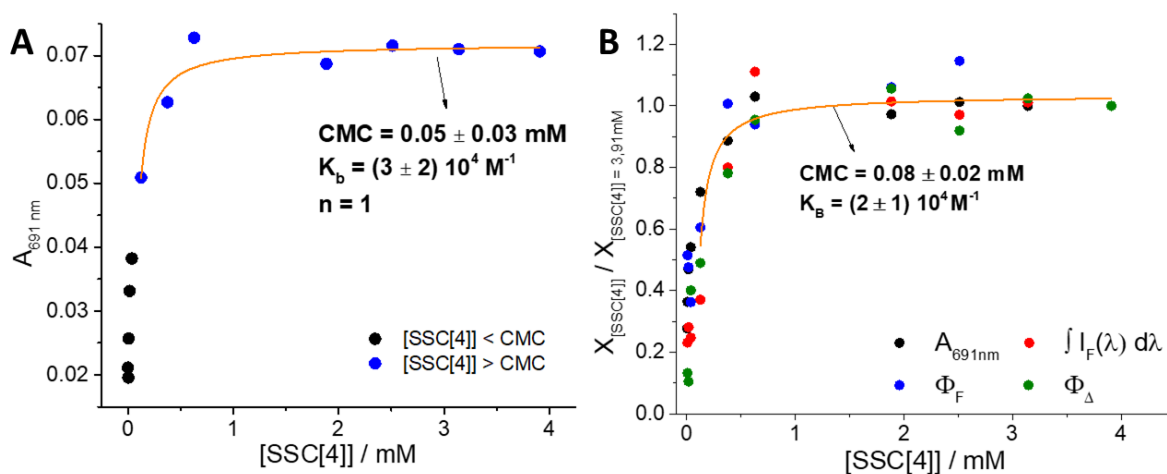 A
0.07
0.06
0.05
0.04
0.03
0.02
A691 nm
CMC = 0.05 ± 0.03 mM
Kb = (3 ± 2) 10⁴ M⁻¹
n = 1
[SSC[4]] < CMC
[SSC[4]] > CMC
0 1 2 3 4
[SSC[4]] / mM
B
1.2
1.0
0.8
0.6
0.4
0.2
0.0
X[SSC[4]] / X[SSC[4]] = 3,91mM
CMC = 0.08 ± 0.02 mM
KB = (2 ± 1) 10⁴ M⁻¹
A691nm ∫ IF(λ) dλ
ΦF ΦΔ
0 1 2 3 4
[SSC[4]] / mM